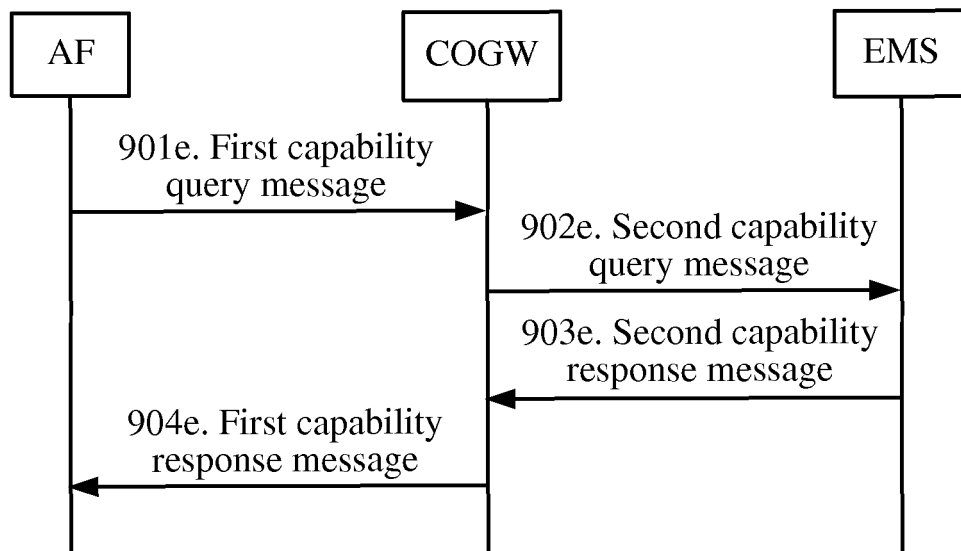 AF
COGW
EMS
901e. First capability
query message
902e. Second capability
query message
903e. Second capability
response message
904e. First capability
response message